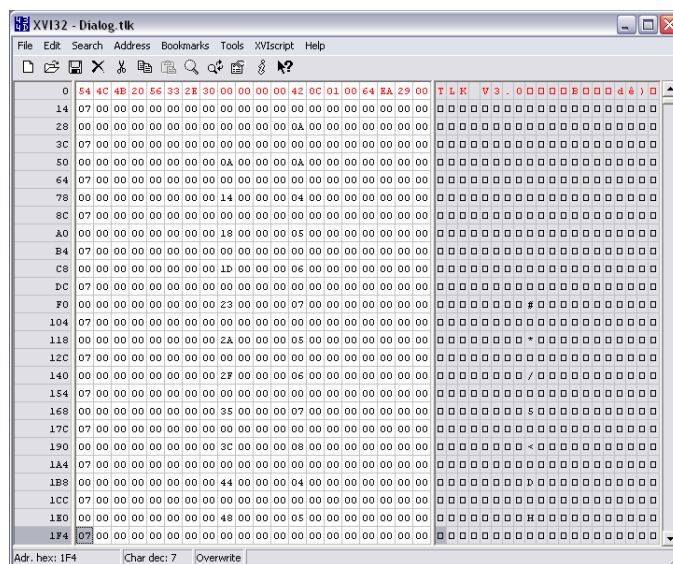 XVI32 - Dialog.tlk
File Edit Search Address Bookmarks Tools XVIscript Help
0 54 4C 4B 20 56 33 2E 30 00 00 00 00 42 0C 01 00 64 EA 29 00 T L K V 3 . 0 □ □ □ □ B □ □ □ d ê ) □
14 07 00 00 00 00 00 00 00 00 00 00 00 00 00 00 00 00 00 00 00 □ □ □ □ □ □ □ □ □ □ □ □ □ □ □ □ □ □ □ □
28 00 00 00 00 00 00 00 00 00 00 00 00 0A 00 00 00 00 00 00 00 □ □ □ □ □ □ □ □ □ □ □ □ □ □ □ □ □ □ □ □
3C 07 00 00 00 00 00 00 00 00 00 00 00 00 00 00 00 00 00 00 00 □ □ □ □ □ □ □ □ □ □ □ □ □ □ □ □ □ □ □ □
50 00 00 00 00 00 00 00 00 0A 00 00 00 0A 00 00 00 00 00 00 00 □ □ □ □ □ □ □ □ □ □ □ □ □ □ □ □ □ □ □ □
64 07 00 00 00 00 00 00 00 00 00 00 00 00 00 00 00 00 00 00 00 □ □ □ □ □ □ □ □ □ □ □ □ □ □ □ □ □ □ □ □
78 00 00 00 00 00 00 00 00 14 00 00 00 04 00 00 00 00 00 00 00 □ □ □ □ □ □ □ □ □ □ □ □ □ □ □ □ □ □ □ □
8C 07 00 00 00 00 00 00 00 00 00 00 00 00 00 00 00 00 00 00 00 □ □ □ □ □ □ □ □ □ □ □ □ □ □ □ □ □ □ □ □
A0 00 00 00 00 00 00 00 00 18 00 00 00 05 00 00 00 00 00 00 00 □ □ □ □ □ □ □ □ □ □ □ □ □ □ □ □ □ □ □ □
B4 07 00 00 00 00 00 00 00 00 00 00 00 00 00 00 00 00 00 00 00 □ □ □ □ □ □ □ □ □ □ □ □ □ □ □ □ □ □ □ □
C8 00 00 00 00 00 00 00 00 1D 00 00 00 06 00 00 00 00 00 00 00 □ □ □ □ □ □ □ □ □ □ □ □ □ □ □ □ □ □ □ □
DC 07 00 00 00 00 00 00 00 00 00 00 00 00 00 00 00 00 00 00 00 □ □ □ □ □ □ □ □ □ □ □ □ □ □ □ □ □ □ □ □
F0 00 00 00 00 00 00 00 00 23 00 00 00 07 00 00 00 00 00 00 00 □ □ □ □ □ □ □ □ # □ □ □ □ □ □ □ □ □ □ □
104 07 00 00 00 00 00 00 00 00 00 00 00 00 00 00 00 00 00 00 00 □ □ □ □ □ □ □ □ □ □ □ □ □ □ □ □ □ □ □ □
118 00 00 00 00 00 00 00 00 2A 00 00 00 05 00 00 00 00 00 00 00 □ □ □ □ □ □ □ □ * □ □ □ □ □ □ □ □ □ □ □
12C 07 00 00 00 00 00 00 00 00 00 00 00 00 00 00 00 00 00 00 00 □ □ □ □ □ □ □ □ □ □ □ □ □ □ □ □ □ □ □ □
140 00 00 00 00 00 00 00 00 2F 00 00 00 06 00 00 00 00 00 00 00 □ □ □ □ □ □ □ □ / □ □ □ □ □ □ □ □ □ □ □
154 07 00 00 00 00 00 00 00 00 00 00 00 00 00 00 00 00 00 00 00 □ □ □ □ □ □ □ □ □ □ □ □ □ □ □ □ □ □ □ □
168 00 00 00 00 00 00 00 00 35 00 00 00 07 00 00 00 00 00 00 00 □ □ □ □ □ □ □ □ 5 □ □ □ □ □ □ □ □ □ □ □
17C 07 00 00 00 00 00 00 00 00 00 00 00 00 00 00 00 00 00 00 00 □ □ □ □ □ □ □ □ □ □ □ □ □ □ □ □ □ □ □ □
190 00 00 00 00 00 00 00 00 3C 00 00 00 08 00 00 00 00 00 00 00 □ □ □ □ □ □ □ □ < □ □ □ □ □ □ □ □ □ □ □
1A4 07 00 00 00 00 00 00 00 00 00 00 00 00 00 00 00 00 00 00 00 □ □ □ □ □ □ □ □ □ □ □ □ □ □ □ □ □ □ □ □
1B8 00 00 00 00 00 00 00 00 44 00 00 00 04 00 00 00 00 00 00 00 □ □ □ □ □ □ □ □ D □ □ □ □ □ □ □ □ □ □ □
1CC 07 00 00 00 00 00 00 00 00 00 00 00 00 00 00 00 00 00 00 00 □ □ □ □ □ □ □ □ □ □ □ □ □ □ □ □ □ □ □ □
1E0 00 00 00 00 00 00 00 00 48 00 00 00 05 00 00 00 00 00 00 00 □ □ □ □ □ □ □ □ H □ □ □ □ □ □ □ □ □ □ □
1F4 07 00 00 00 00 00 00 00 00 00 00 00 00 00 00 00 00 00 00 00 □ □ □ □ □ □ □ □ □ □ □ □ □ □ □ □ □ □ □ □
Adr. hex: 1F4 Char dec: 7 Overwrite